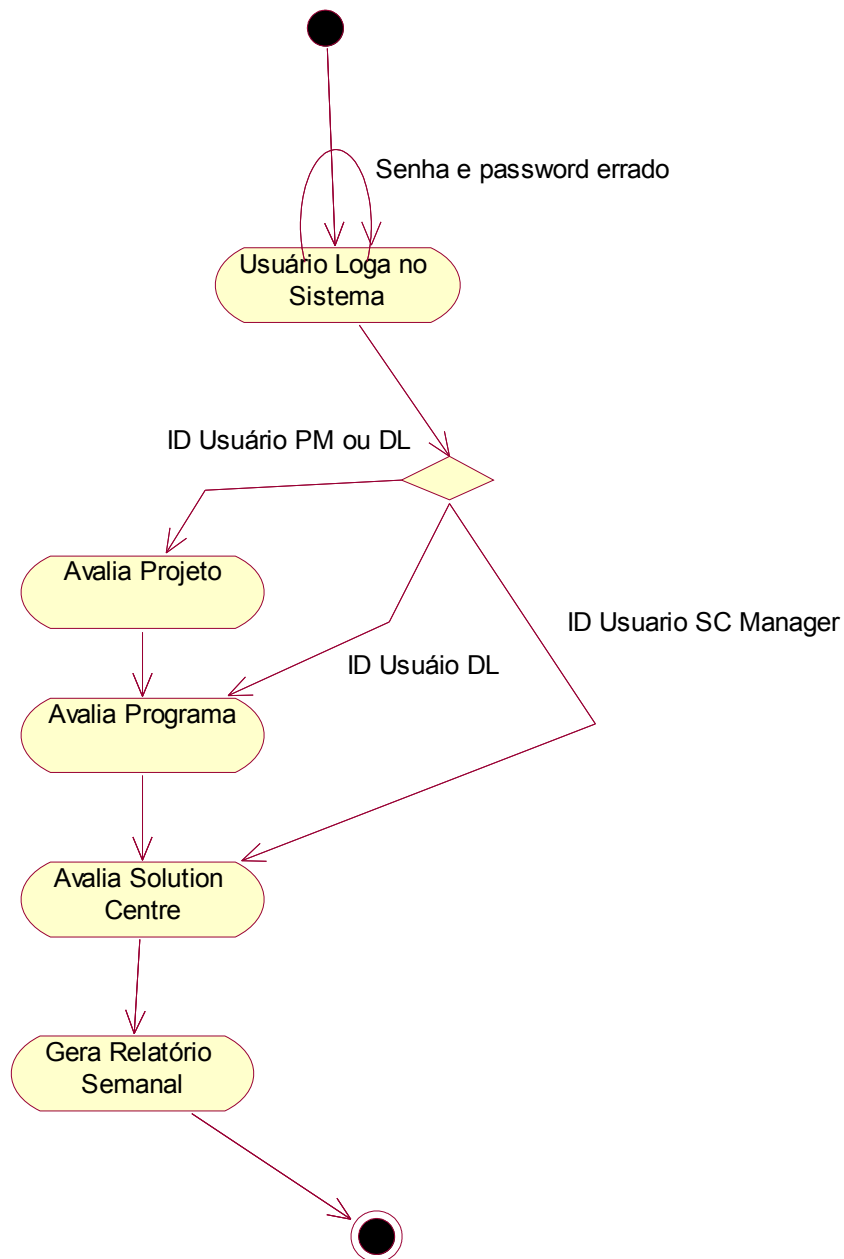 Senha e password errado
Usuário Loga no
Sistema
ID Usuário PM ou DL
Avalia Projeto
ID Usuario SC Manager
ID Usuáio DL
Avalia Programa
Avalia Solution
Centre
Gera Relatório
Semanal